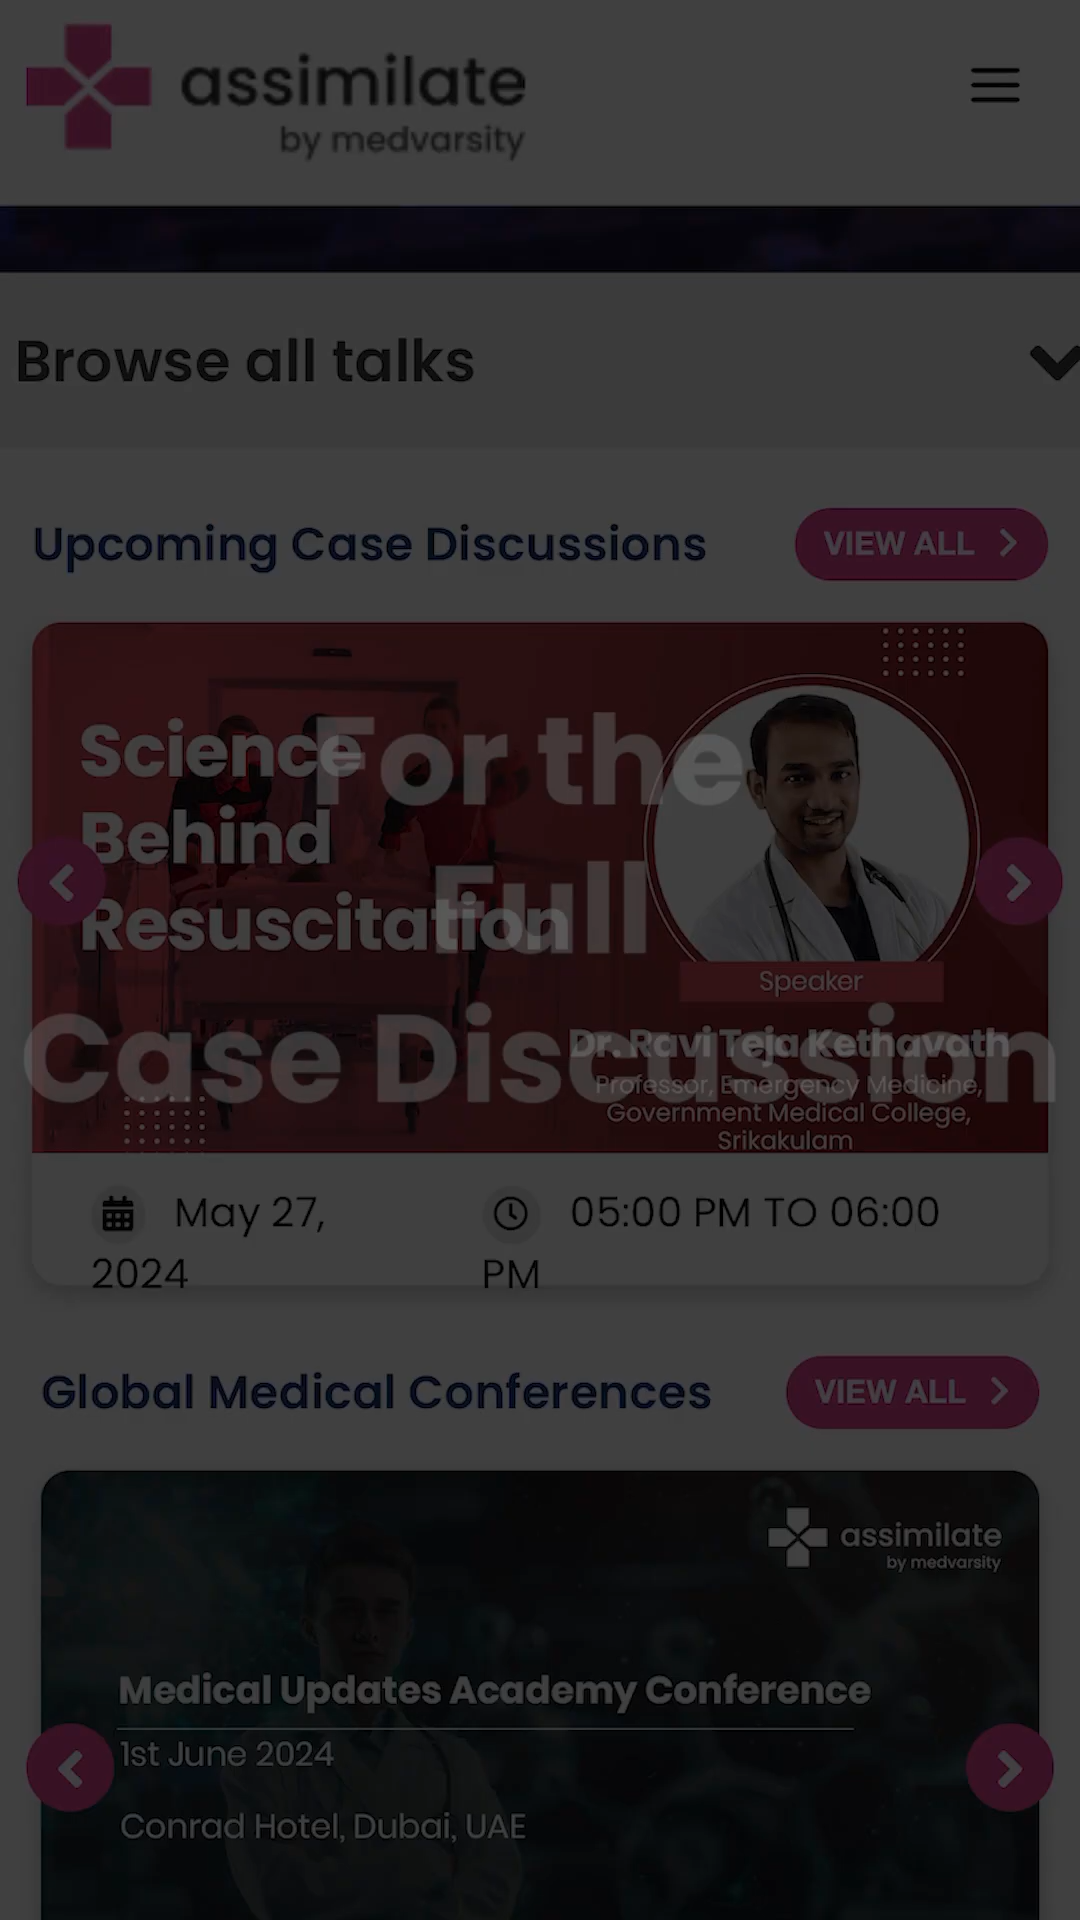 assimilate
by medvarsity
Browse all talks
Upcoming Case Discussions
VIEW ALL
For the
Full
Case Discussion
Science
Behind
Resuscitation
Speaker
Dr. Ravi Teja Kethavath
Professor, Emergency Medicine,
Government Medical College,
Srikakulam
May 27,
2024
05:00 PM TO 06:00
PM
Global Medical Conferences
VIEW ALL
assimilate
by medvarsity
Medical Updates Academy Conference
1st June 2024
Conrad Hotel, Dubai, UAE